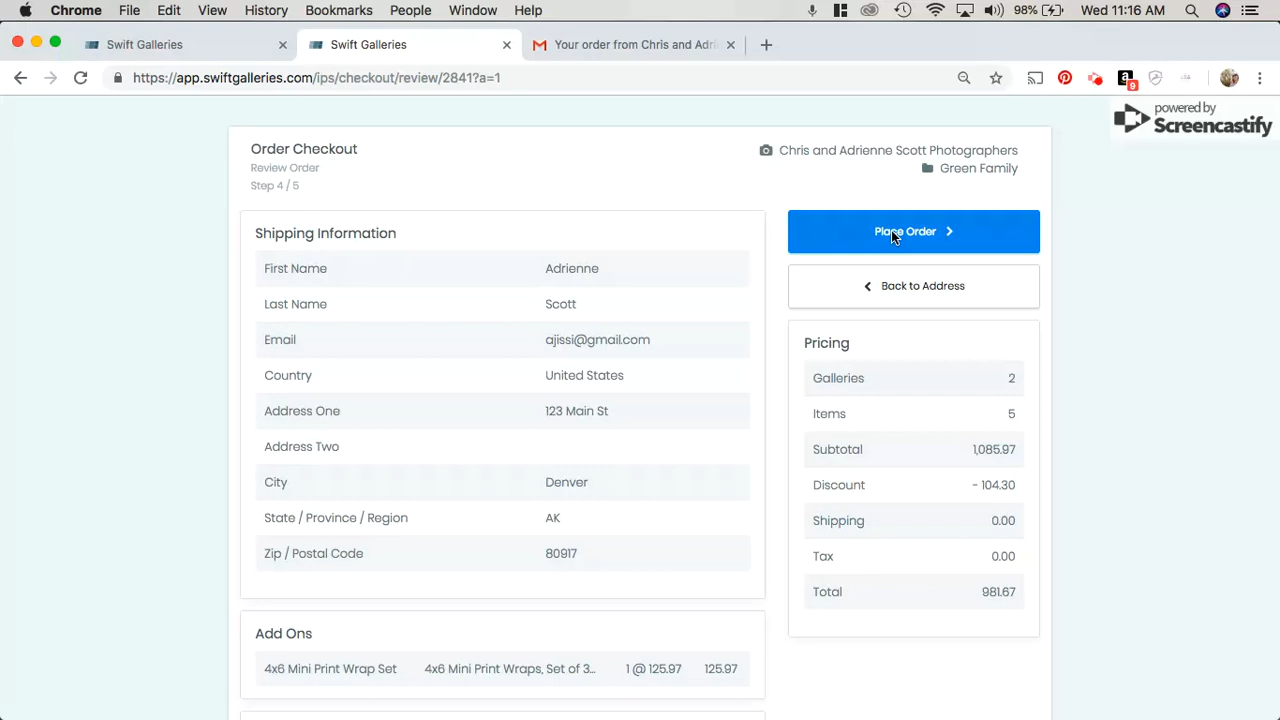 Chrome File Edit View History Bookmarks People Window Help 98% Wed 11:16 AM
Swift Galleries Swift Galleries Your order from Chris and Adri
https://app.swiftgalleries.com/ips/checkout/review/2841?a=1
9
powered by
Screencastify
Order Checkout
Review Order
Step 4 / 5
Chris and Adrienne Scott Photographers
Green Family
Shipping Information
First Name Adrienne
Last Name Scott
Email ajissi@gmail.com
Country United States
Address One 123 Main St
Address Two
City Denver
State / Province / Region AK
Zip / Postal Code 80917
Add Ons
4x6 Mini Print Wrap Set 4x6 Mini Print Wraps, Set of 3... 1 @ 125.97 125.97
Place Order
Back to Address
Pricing
Galleries 2
Items 5
Subtotal 1,085.97
Discount - 104.30
Shipping 0.00
Tax 0.00
Total 981.67